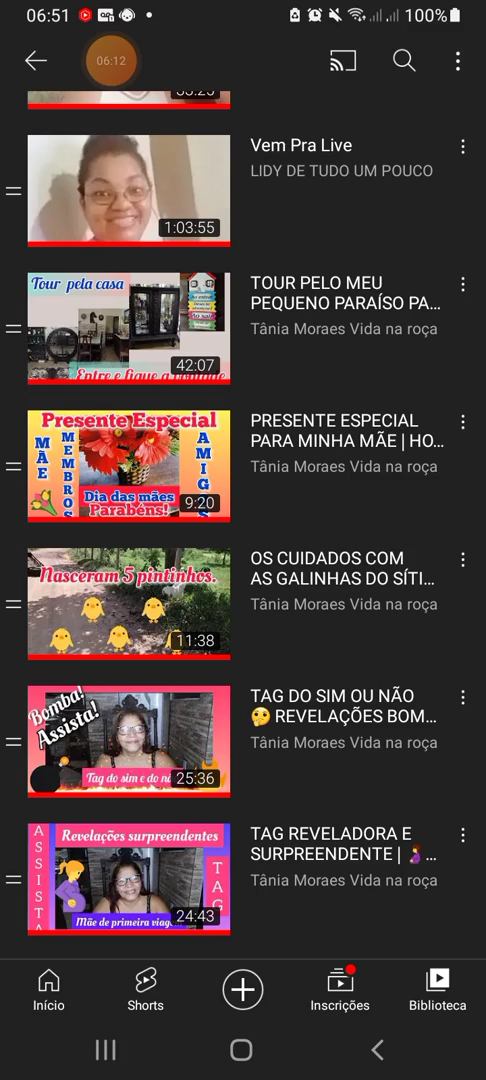 06:51
100%
06:12
33:23
Vem Pra Live
LIDY DE TUDO UM POUCO
1:03:55
Tour pela casa
TOUR PELO MEU
PEQUENO PARAÍSO PA...
Tânia Moraes Vida na roça
42:07
Entre e fique a vontade
Presente Especial
MÃE
MEMBROS
AMIGOS
Dia das mães
Parabéns!
9:20
PRESENTE ESPECIAL
PARA MINHA MÃE | HO...
Tânia Moraes Vida na roça
Nasceram 5 pintinhos.
11:38
OS CUIDADOS COM
AS GALINHAS DO SÍTI...
Tânia Moraes Vida na roça
Bomba!
Assista!
Tag do sim e do nã
25:36
TAG DO SIM OU NÃO
🤔 REVELAÇÕES BOM...
Tânia Moraes Vida na roça
ASSISTA
Revelações surpreendentes
TAG
Mãe de primeira viag
24:43
TAG REVELADORA E
SURPREENDENTE | 🤰 ...
Tânia Moraes Vida na roça
Início
Shorts
Inscrições
Biblioteca